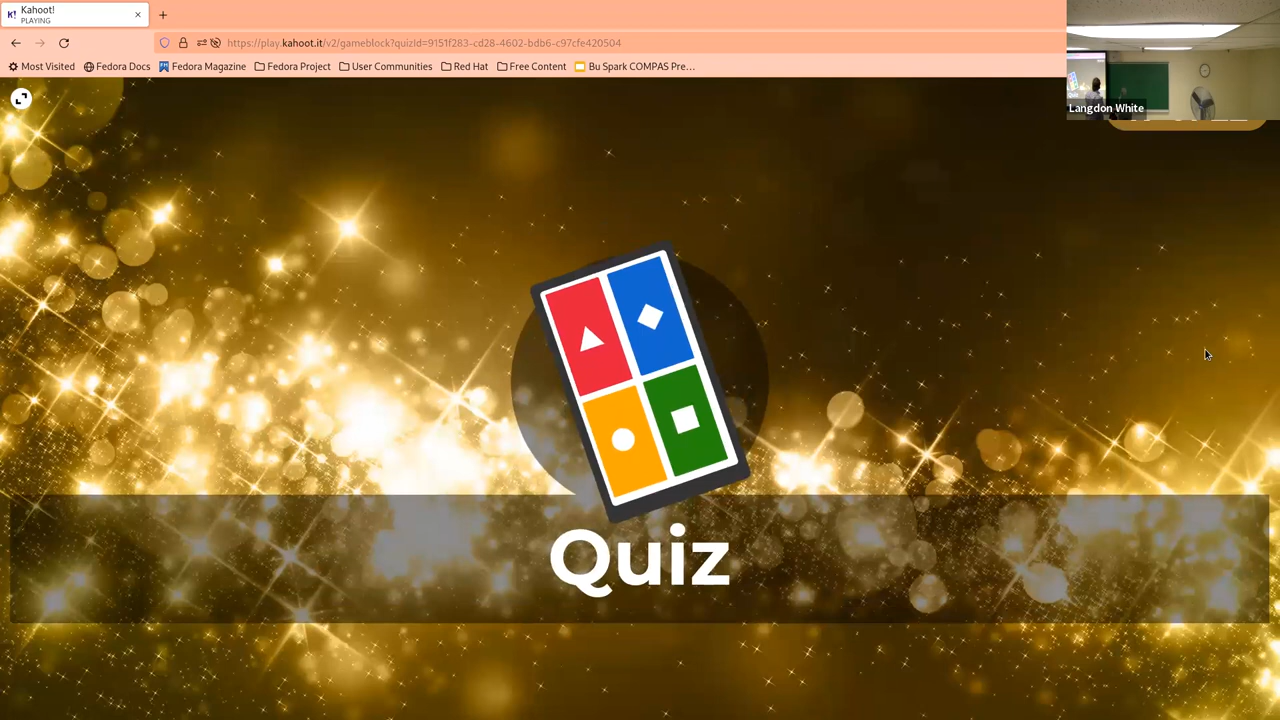 K!
Kahoot!
PLAYING
https://play.kahoot.it/v2/gameblock?quizId=9151f283-cd28-4602-bdb6-c97cfe420504
Most Visited
Fedora Docs
Fedora Magazine
Fedora Project
User Communities
Red Hat
Free Content
Bu Spark COMPAS Pre…
Langdon White
Quiz